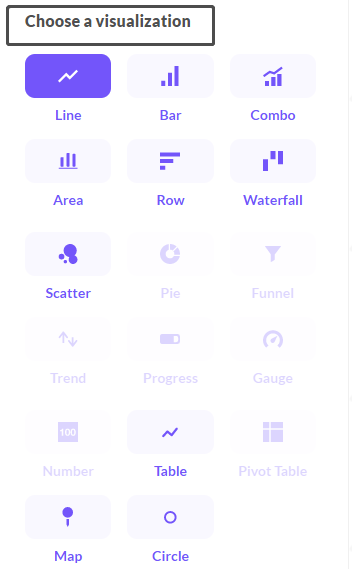 Choose a visualization
Line
Bar
Combo
Area
Row
Waterfall
Scatter
Pie
Funnel
Trend
Progress
Gauge
100
Number
Table
Pivot Table
Map
Circle